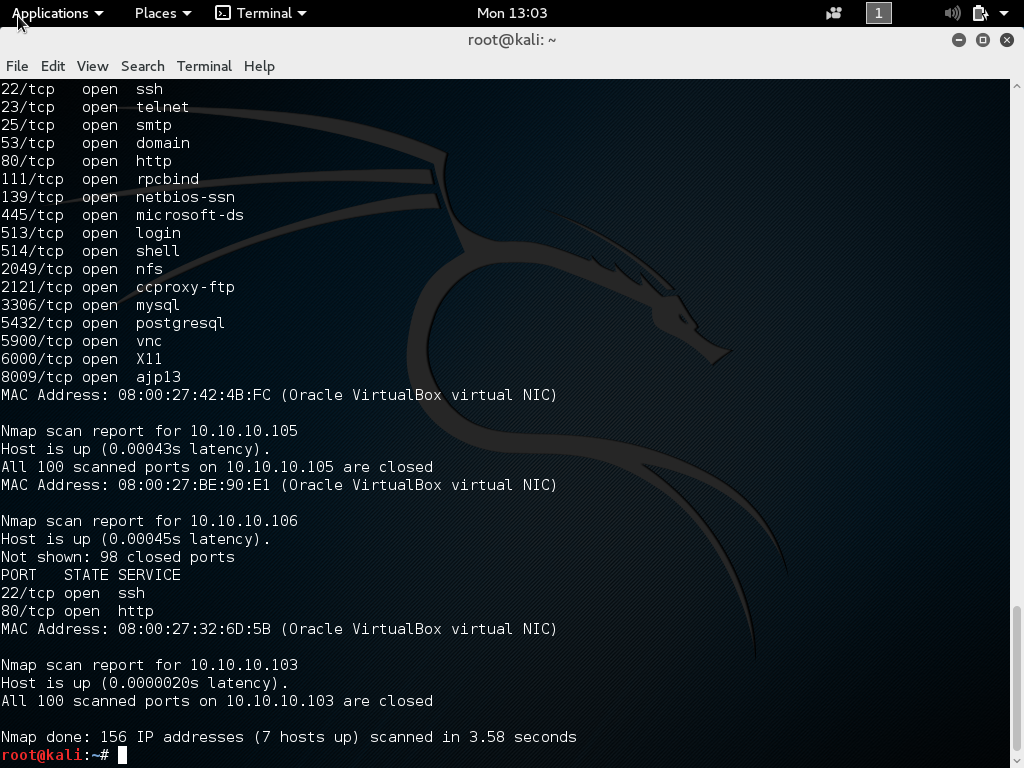 Applications Places Terminal Mon 13:03 1
root@kali: ~
File Edit View Search Terminal Help
22/tcp   open  ssh
23/tcp   open  telnet
25/tcp   open  smtp
53/tcp   open  domain
80/tcp   open  http
111/tcp  open  rpcbind
139/tcp  open  netbios-ssn
445/tcp  open  microsoft-ds
513/tcp  open  login
514/tcp  open  shell
2049/tcp open  nfs
2121/tcp open  ccproxy-ftp
3306/tcp open  mysql
5432/tcp open  postgresql
5900/tcp open  vnc
6000/tcp open  X11
8009/tcp open  ajp13
MAC Address: 08:00:27:42:4B:FC (Oracle VirtualBox virtual NIC)
Nmap scan report for 10.10.10.105
Host is up (0.00043s latency).
All 100 scanned ports on 10.10.10.105 are closed
MAC Address: 08:00:27:BE:90:E1 (Oracle VirtualBox virtual NIC)
Nmap scan report for 10.10.10.106
Host is up (0.00045s latency).
Not shown: 98 closed ports
PORT   STATE SERVICE
22/tcp open  ssh
80/tcp open  http
MAC Address: 08:00:27:32:6D:5B (Oracle VirtualBox virtual NIC)
Nmap scan report for 10.10.10.103
Host is up (0.0000020s latency).
All 100 scanned ports on 10.10.10.103 are closed
Nmap done: 156 IP addresses (7 hosts up) scanned in 3.58 seconds
root@kali:~#